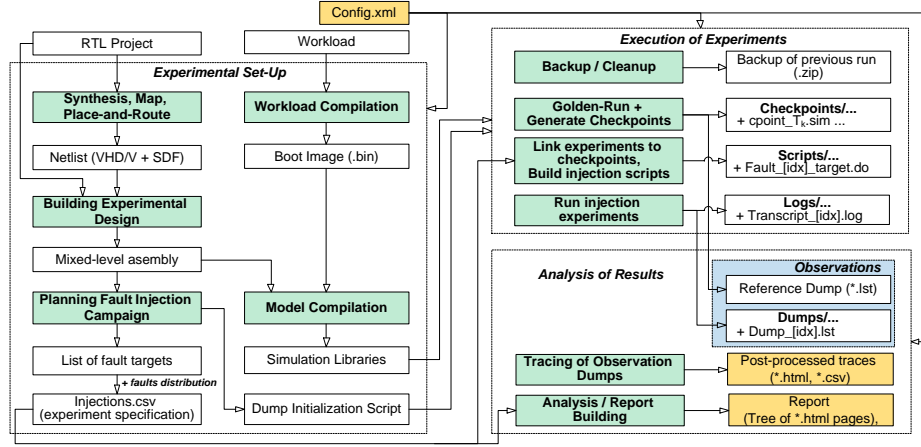 Config.xml
RTL Project
Workload
Experimental Set-Up
Synthesis, Map,
Place-and-Route
Workload Compilation
Netlist (VHD/V + SDF)
Boot Image (.bin)
Building Experimental
Design
Mixed-level asembly
Planning Fault Injection
Campaign
Model Compilation
List of fault targets
Simulation Libraries
+ faults distribution
Injections.csv
(experiment specification)
Dump Initialization Script
Execution of Experiments
Backup / Cleanup
Backup of previous run
(.zip)
Golden-Run +
Generate Checkpoints
Checkpoints/...
+ cpoint_Tk.sim ...
Link experiments to
checkpoints,
Build injection scripts
Scripts/...
+ Fault_[idx]_target.do
Run injection
experiments
Logs/...
+ Transcript_[idx].log
Analysis of Results
Observations
Reference Dump (*.lst)
Dumps/...
+ Dump_[idx].lst
Tracing of Observation
Dumps
Post-processed traces
(*.html, *.csv)
Analysis / Report
Building
Report
(Tree of *.html pages),